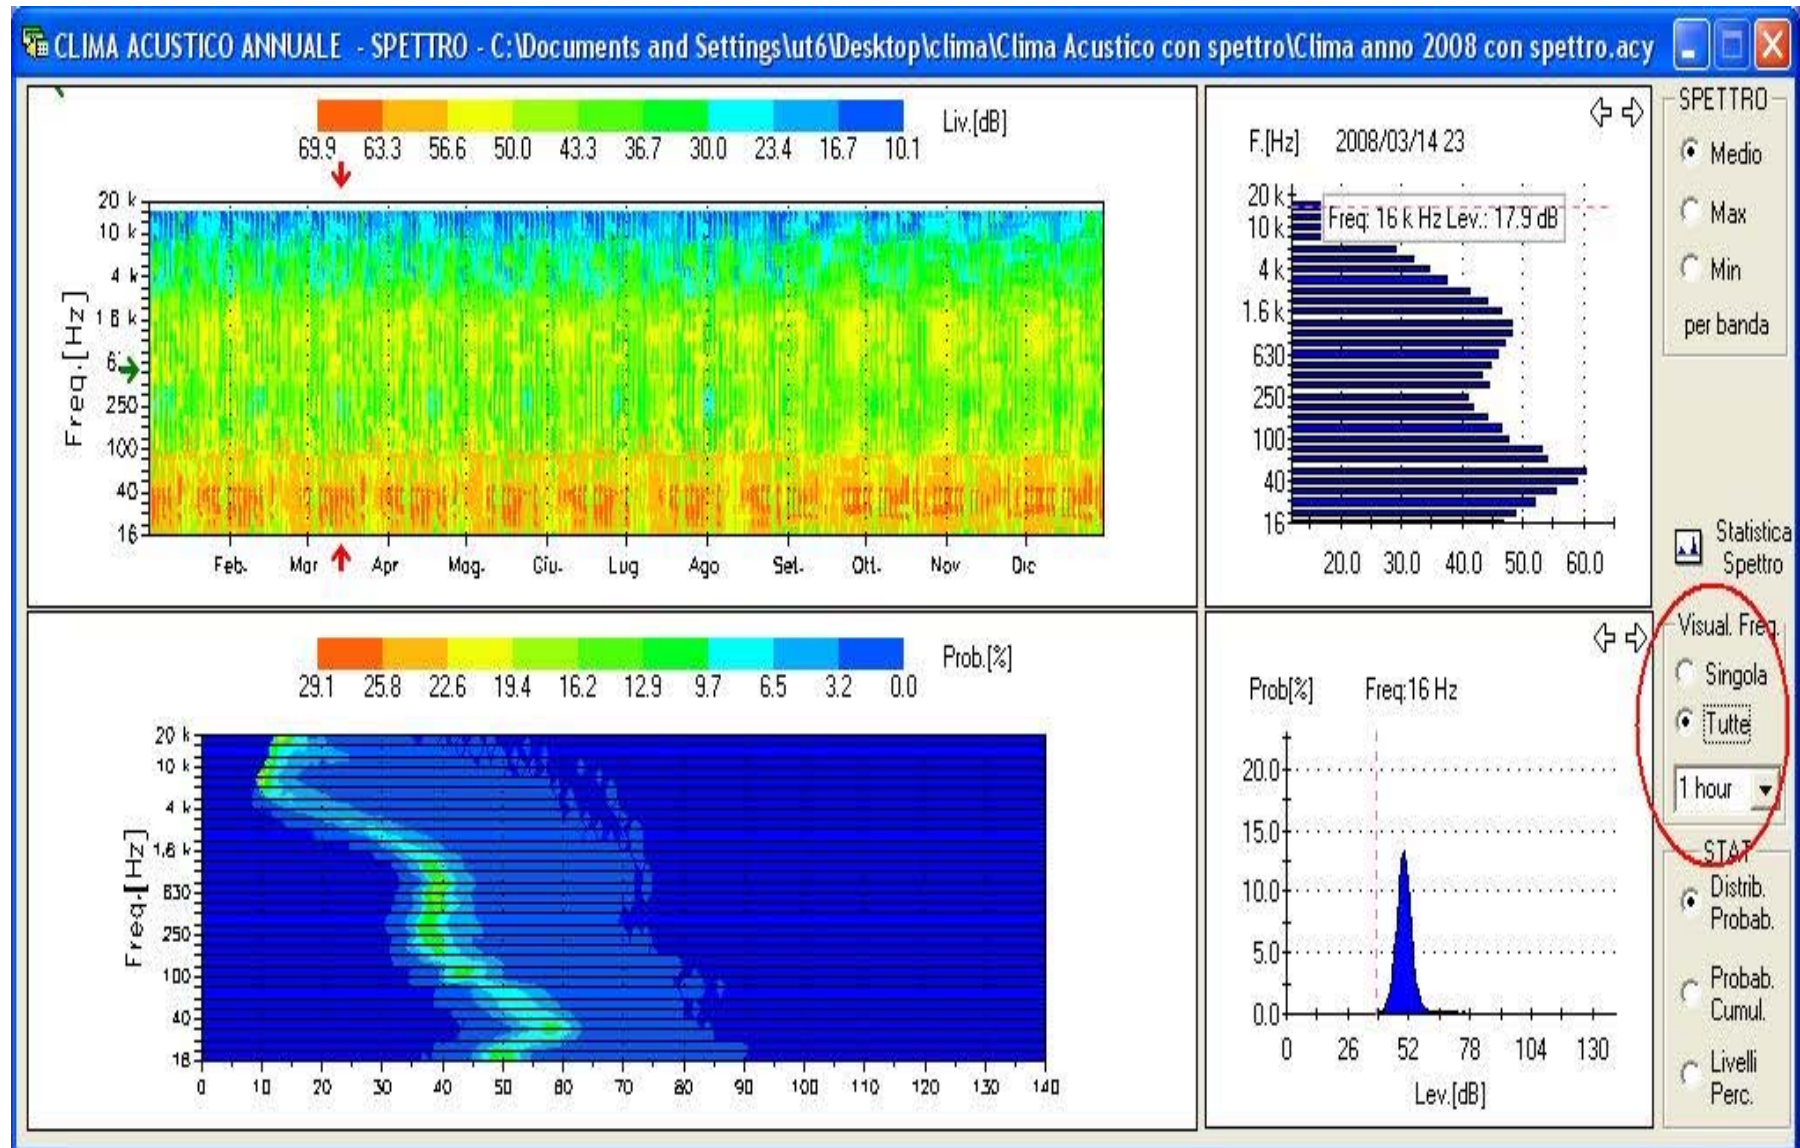 CLIMA ACUSTICO ANNUALE - SPETTRO - C:\Documents and Settings\ut6\Desktop\clima\Clima Acustico con spettro\Clima anno 2008 con spettro.acy
Liv.[dB]
69.9 63.3 56.6 50.0 43.3 36.7 30.0 23.4 16.7 10.1
Freq.[Hz]
20 k
10 k
4 k
1.6 k
6
250
100
40
16
Feb. Mar Apr Mag. Giu. Lug Ago Set. Ott. Nov Dic
F.[Hz] 2008/03/14 23
20 k
10 k
4 k
1.6 k
630
250
100
40
16
Freq: 16 k Hz Lev.: 17.9 dB
20.0 30.0 40.0 50.0 60.0
SPETTRO
Medio
Max
Min
per banda
Statistica
Spettro
Visual. Freq.
Singola
Tutte
1 hour
STAT
Distrib.
Probab.
Probab.
Cumul.
Livelli
Perc.
Prob.[%]
29.1 25.8 22.6 19.4 16.2 12.9 9.7 6.5 3.2 0.0
Freq.[Hz]
20 k
10 k
4 k
1.6 k
630
250
100
40
16
0 10 20 30 40 50 60 70 80 90 100 110 120 130 140
Prob[%] Freq:16 Hz
20.0
15.0
10.0
5.0
0.0
0 26 52 78 104 130
Lev.[dB]